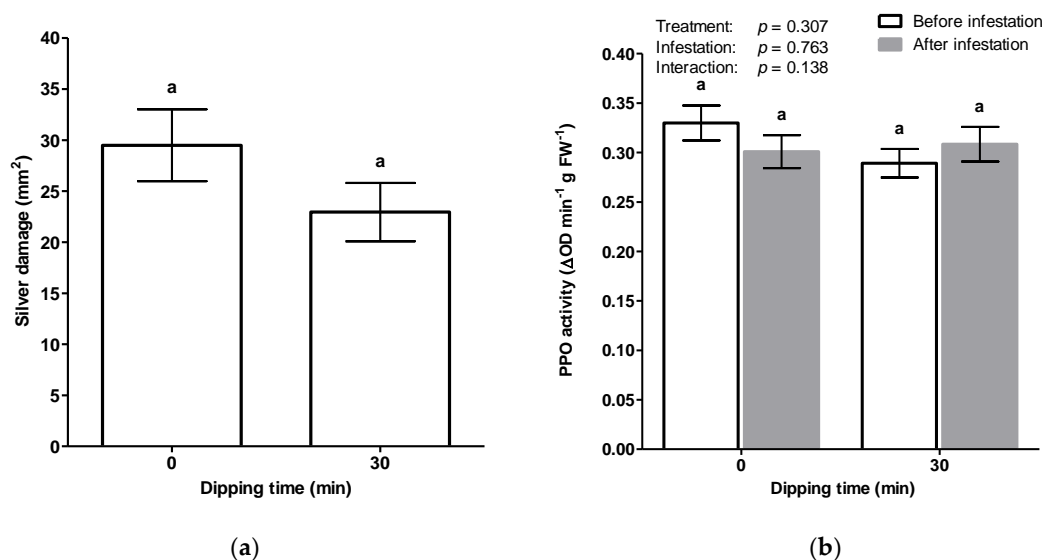 a
a
40
35
30
25
20
15
10
5
0
Silver damage (mm²)
0 30
Dipping time (min)
(a)
Treatment: p = 0.307
Infestation: p = 0.763
Interaction: p = 0.138
Before infestation
After infestation
a
a
a
a
0.40
0.35
0.30
0.25
0.20
0.15
0.10
0.05
0.00
PPO activity (ΔOD min⁻¹ g FW⁻¹)
0 30
Dipping time (min)
(b)